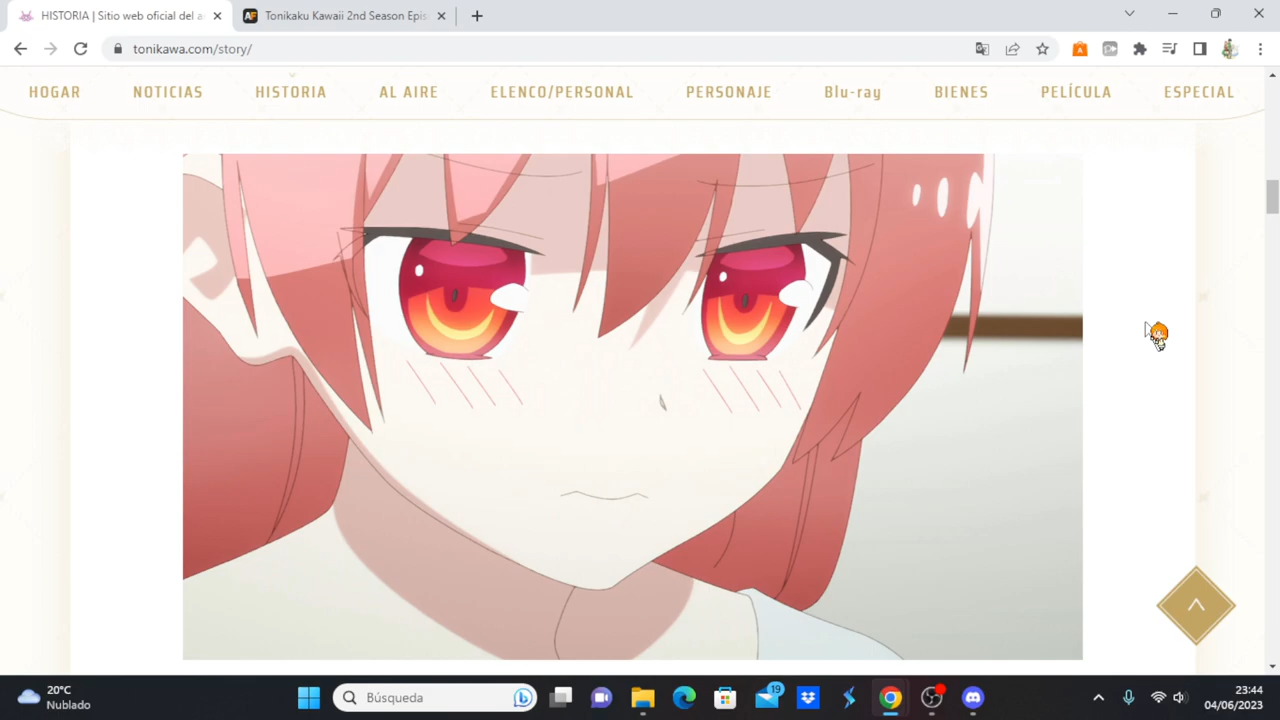 HISTORIA | Sitio web oficial del a
Tonikaku Kawaii 2nd Season Epis
tonikawa.com/story/
HOGAR NOTICIAS HISTORIA AL AIRE ELENCO/PERSONAL PERSONAJE Blu-ray BIENES PELÍCULA ESPECIAL
20°C
Nublado
Búsqueda
19
23:44
04/06/2023